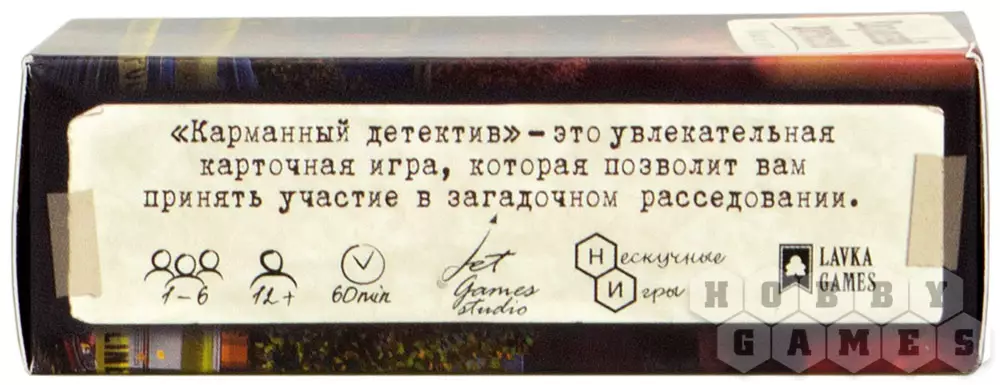 «Карманный детектив» – это увлекательная
карточная игра, которая позволит вам
принять участие в загадочном расседовании.
1-6
12+
60min
Jet
Games
studio
Нескучные
Игры
LAVKA
GAMES
HOBBY
GAMES